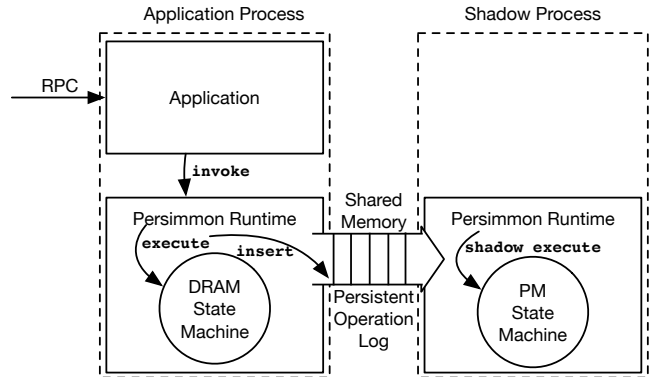 Application Process
Shadow Process
RPC
Application
invoke
Persimmon Runtime
execute
insert
DRAM
State
Machine
Shared
Memory
Persistent
Operation
Log
Persimmon Runtime
shadow execute
PM
State
Machine